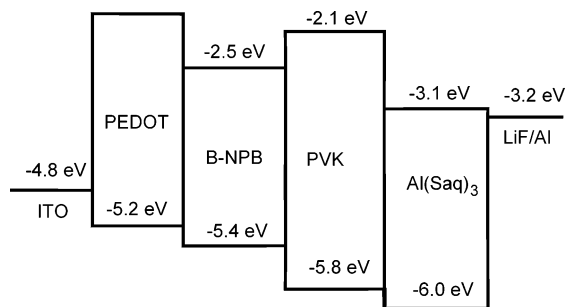 -2.1 eV
-2.5 eV
-3.1 eV
-3.2 eV
PEDOT
LiF/Al
B-NPB
PVK
-4.8 eV
Al(Saq)3
ITO
-5.2 eV
-5.4 eV
-5.8 eV
-6.0 eV